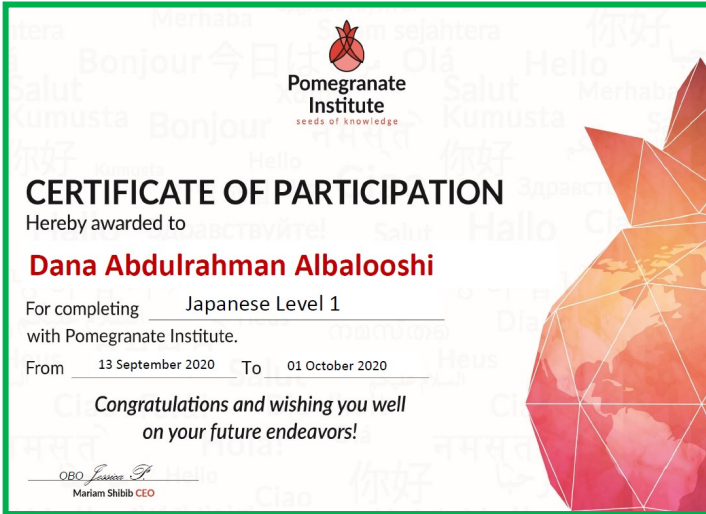 Pomegranate
Institute
seeds of knowledge
CERTIFICATE OF PARTICIPATION
Hereby awarded to
Dana Abdulrahman Albalooshi
For completing Japanese Level 1
with Pomegranate Institute.
From 13 September 2020 To 01 October 2020
Congratulations and wishing you well
on your future endeavors!
OBO Jessica P.
Mariam Shibib CEO